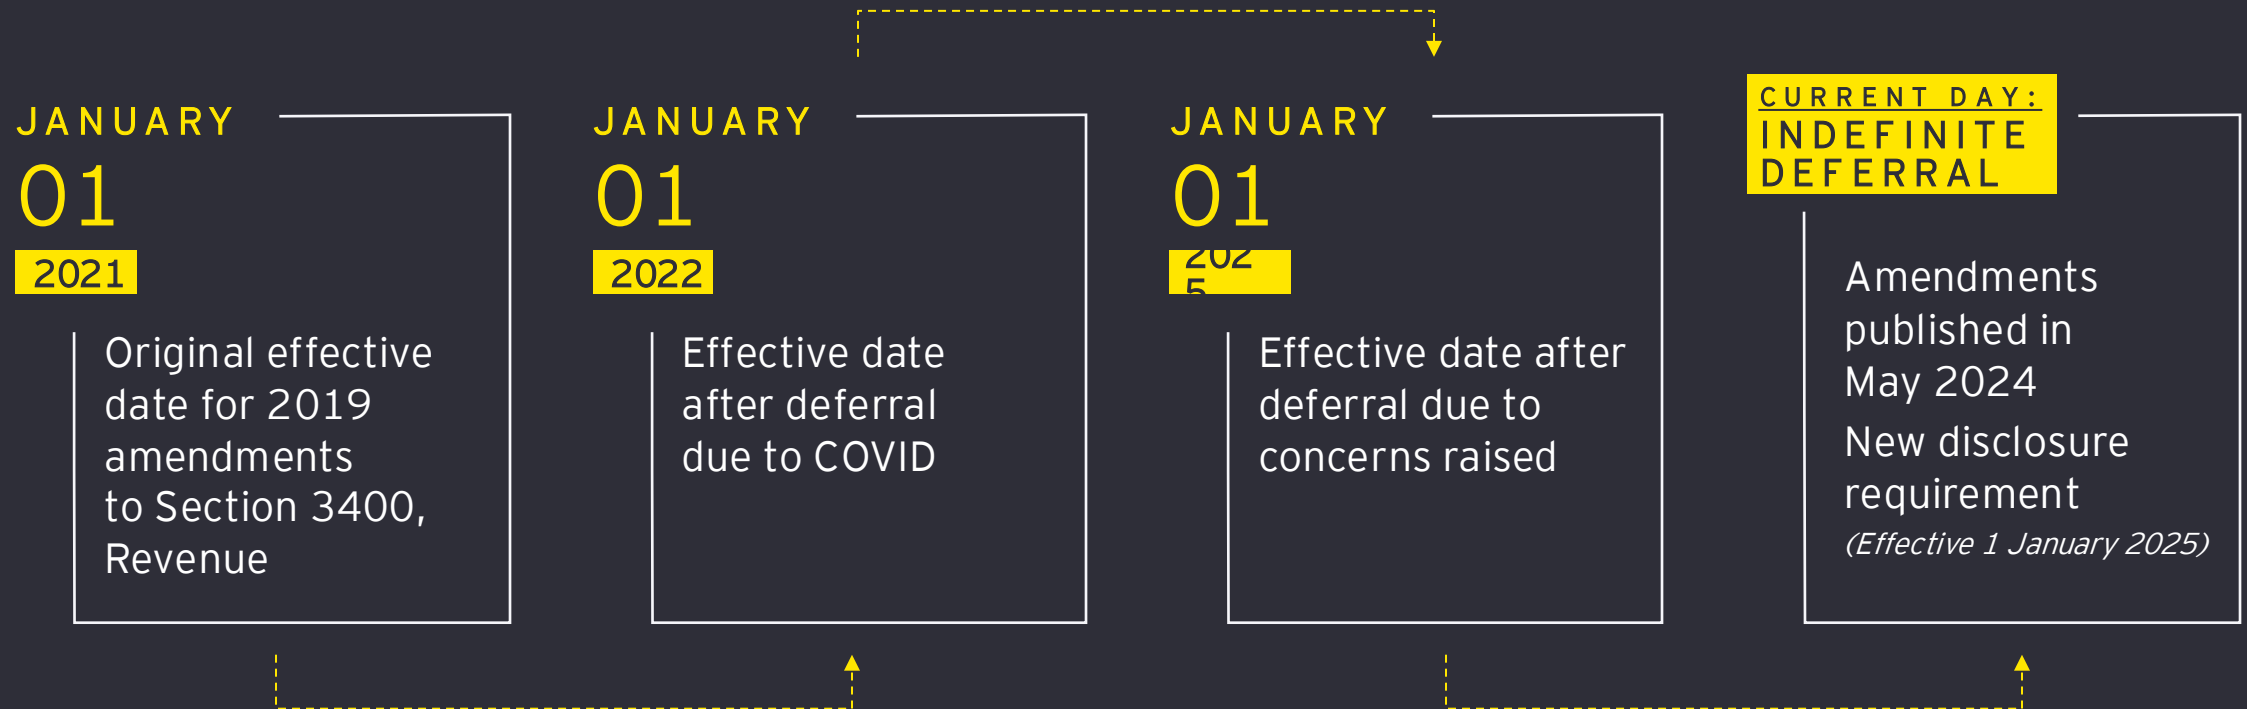 JANUARY
01
2021
Original effective
date for 2019
amendments
to Section 3400,
Revenue
JANUARY
01
2022
Effective date
after deferral
due to COVID
JANUARY
01
202
5
Effective date after
deferral due to
concerns raised
CURRENT DAY:
INDEFINITE
DEFERRAL
Amendments
published in
May 2024
New disclosure
requirement
(Effective 1 January 2025)